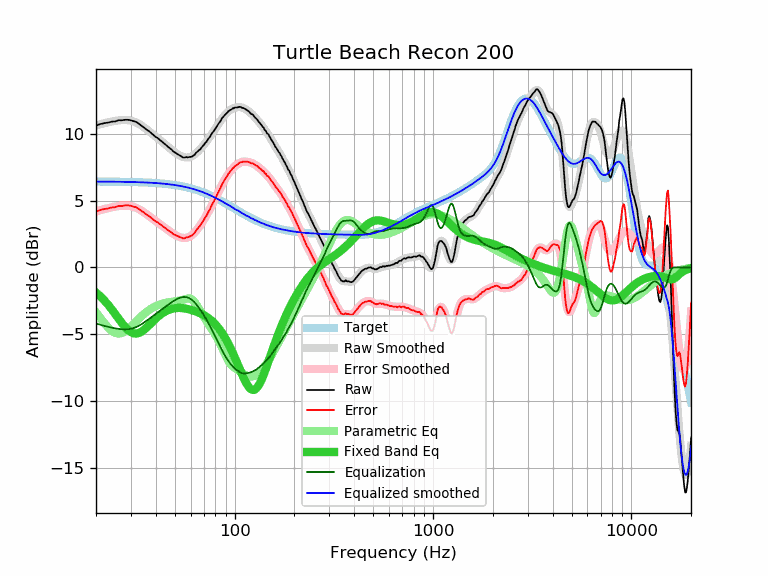 Turtle Beach Recon 200
Amplitude (dBr)
10
5
0
−5
−10
−15
Target
Raw Smoothed
Error Smoothed
Raw
Error
Parametric Eq
Fixed Band Eq
Equalization
Equalized smoothed
100
1000
10000
Frequency (Hz)